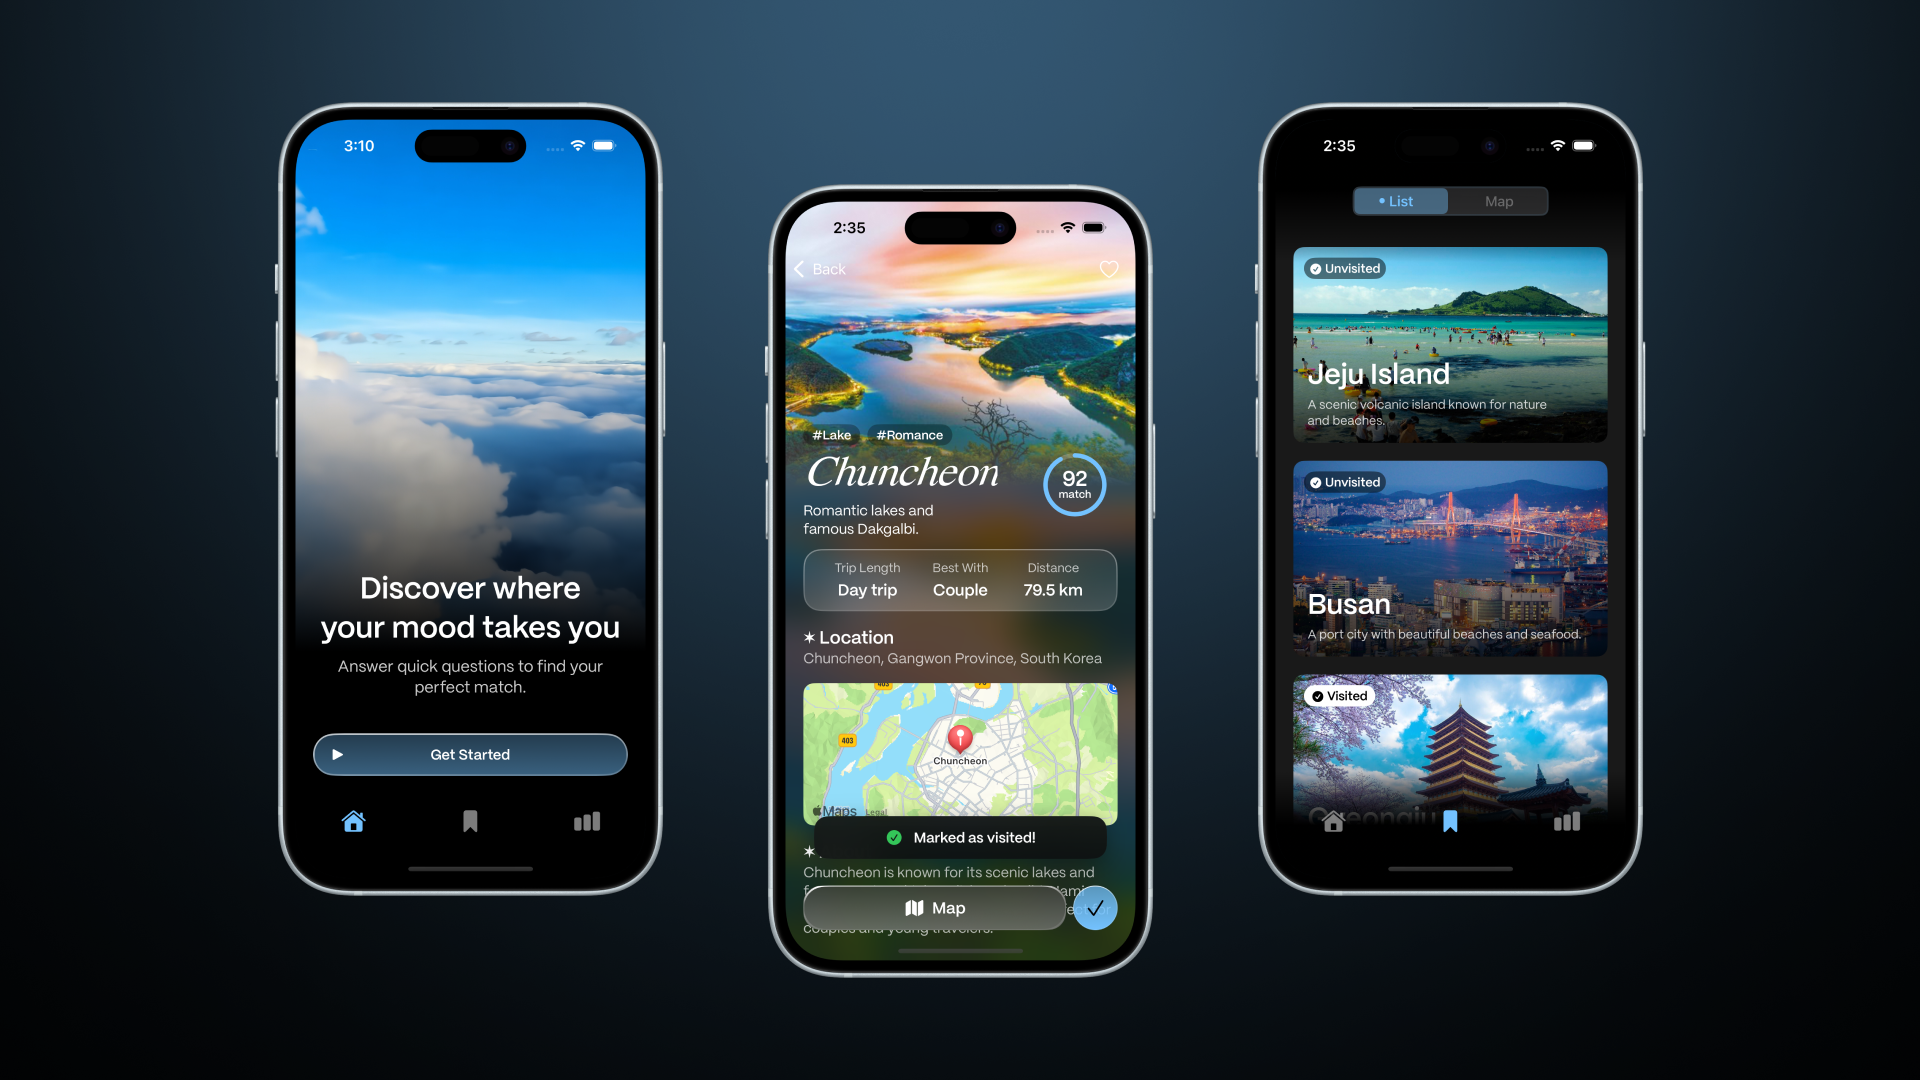 3:10
Discover where
your mood takes you
Answer quick questions to find your
perfect match.
Get Started
2:35
Back
#Lake #Romance
Chuncheon
92
match
Romantic lakes and
famous Dakgalbi.
Trip Length Best With Distance
Day trip Couple 79.5 km
Location
Chuncheon, Gangwon Province, South Korea
403
403
Chuncheon
Maps Legal
Marked as visited!
Chuncheon is known for its scenic lakes and
Map
couples and young travelers.
2:35
List Map
Unvisited
Jeju Island
A scenic volcanic island known for nature
and beaches.
Unvisited
Busan
A port city with beautiful beaches and seafood.
Visited
Gyeongju